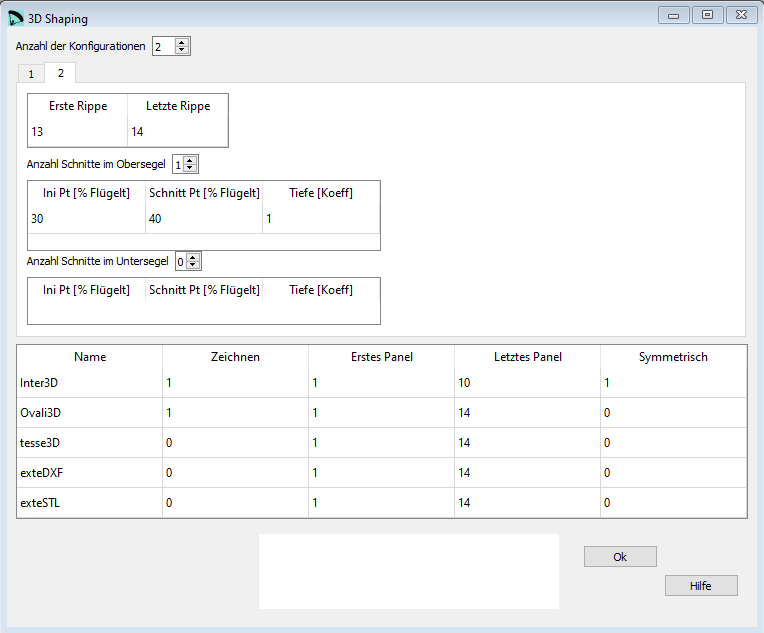 3D Shaping
Anzahl der Konfigurationen 2
1 2
Erste Rippe Letzte Rippe
13 14
Anzahl Schnitte im Obersegel 1
Ini Pt [% Flügelt] Schnitt Pt [% Flügelt] Tiefe [Koeff]
30 40 1
Anzahl Schnitte im Untersegel 0
Ini Pt [% Flügelt] Schnitt Pt [% Flügelt] Tiefe [Koeff]
Name Zeichnen Erstes Panel Letztes Panel Symmetrisch
Inter3D 1 1 10 1
Ovali3D 1 1 14 0
tesse3D 0 1 14 0
exteDXF 0 1 14 0
exteSTL 0 1 14 0
Ok
Hilfe